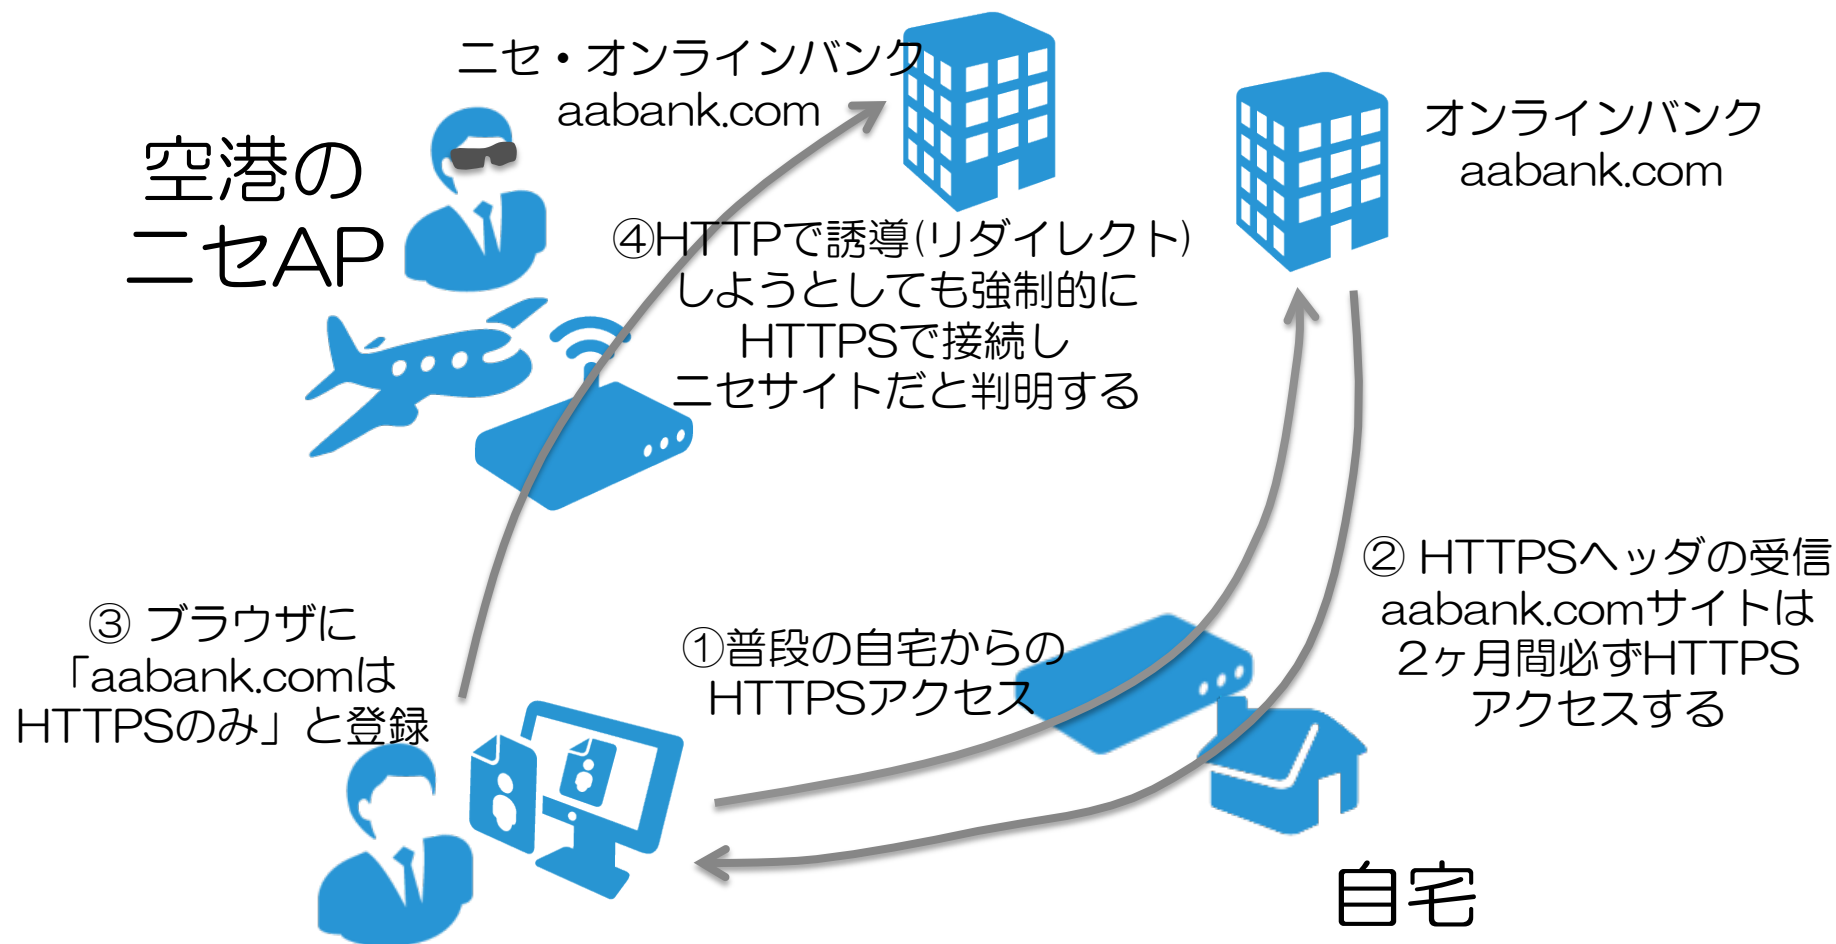 ニセ・オンラインバンク
aabank.com
オンラインバンク
aabank.com
空港の
ニセAP
④HTTPで誘導(リダイレクト)
しようとしても強制的に
HTTPSで接続し
ニセサイトだと判明する
② HTTPSヘッダの受信
aabank.comサイトは
2ヶ月間必ずHTTPS
アクセスする
③ ブラウザに
「aabank.comは
HTTPSのみ」と登録
①普段の自宅からの
HTTPSアクセス
自宅